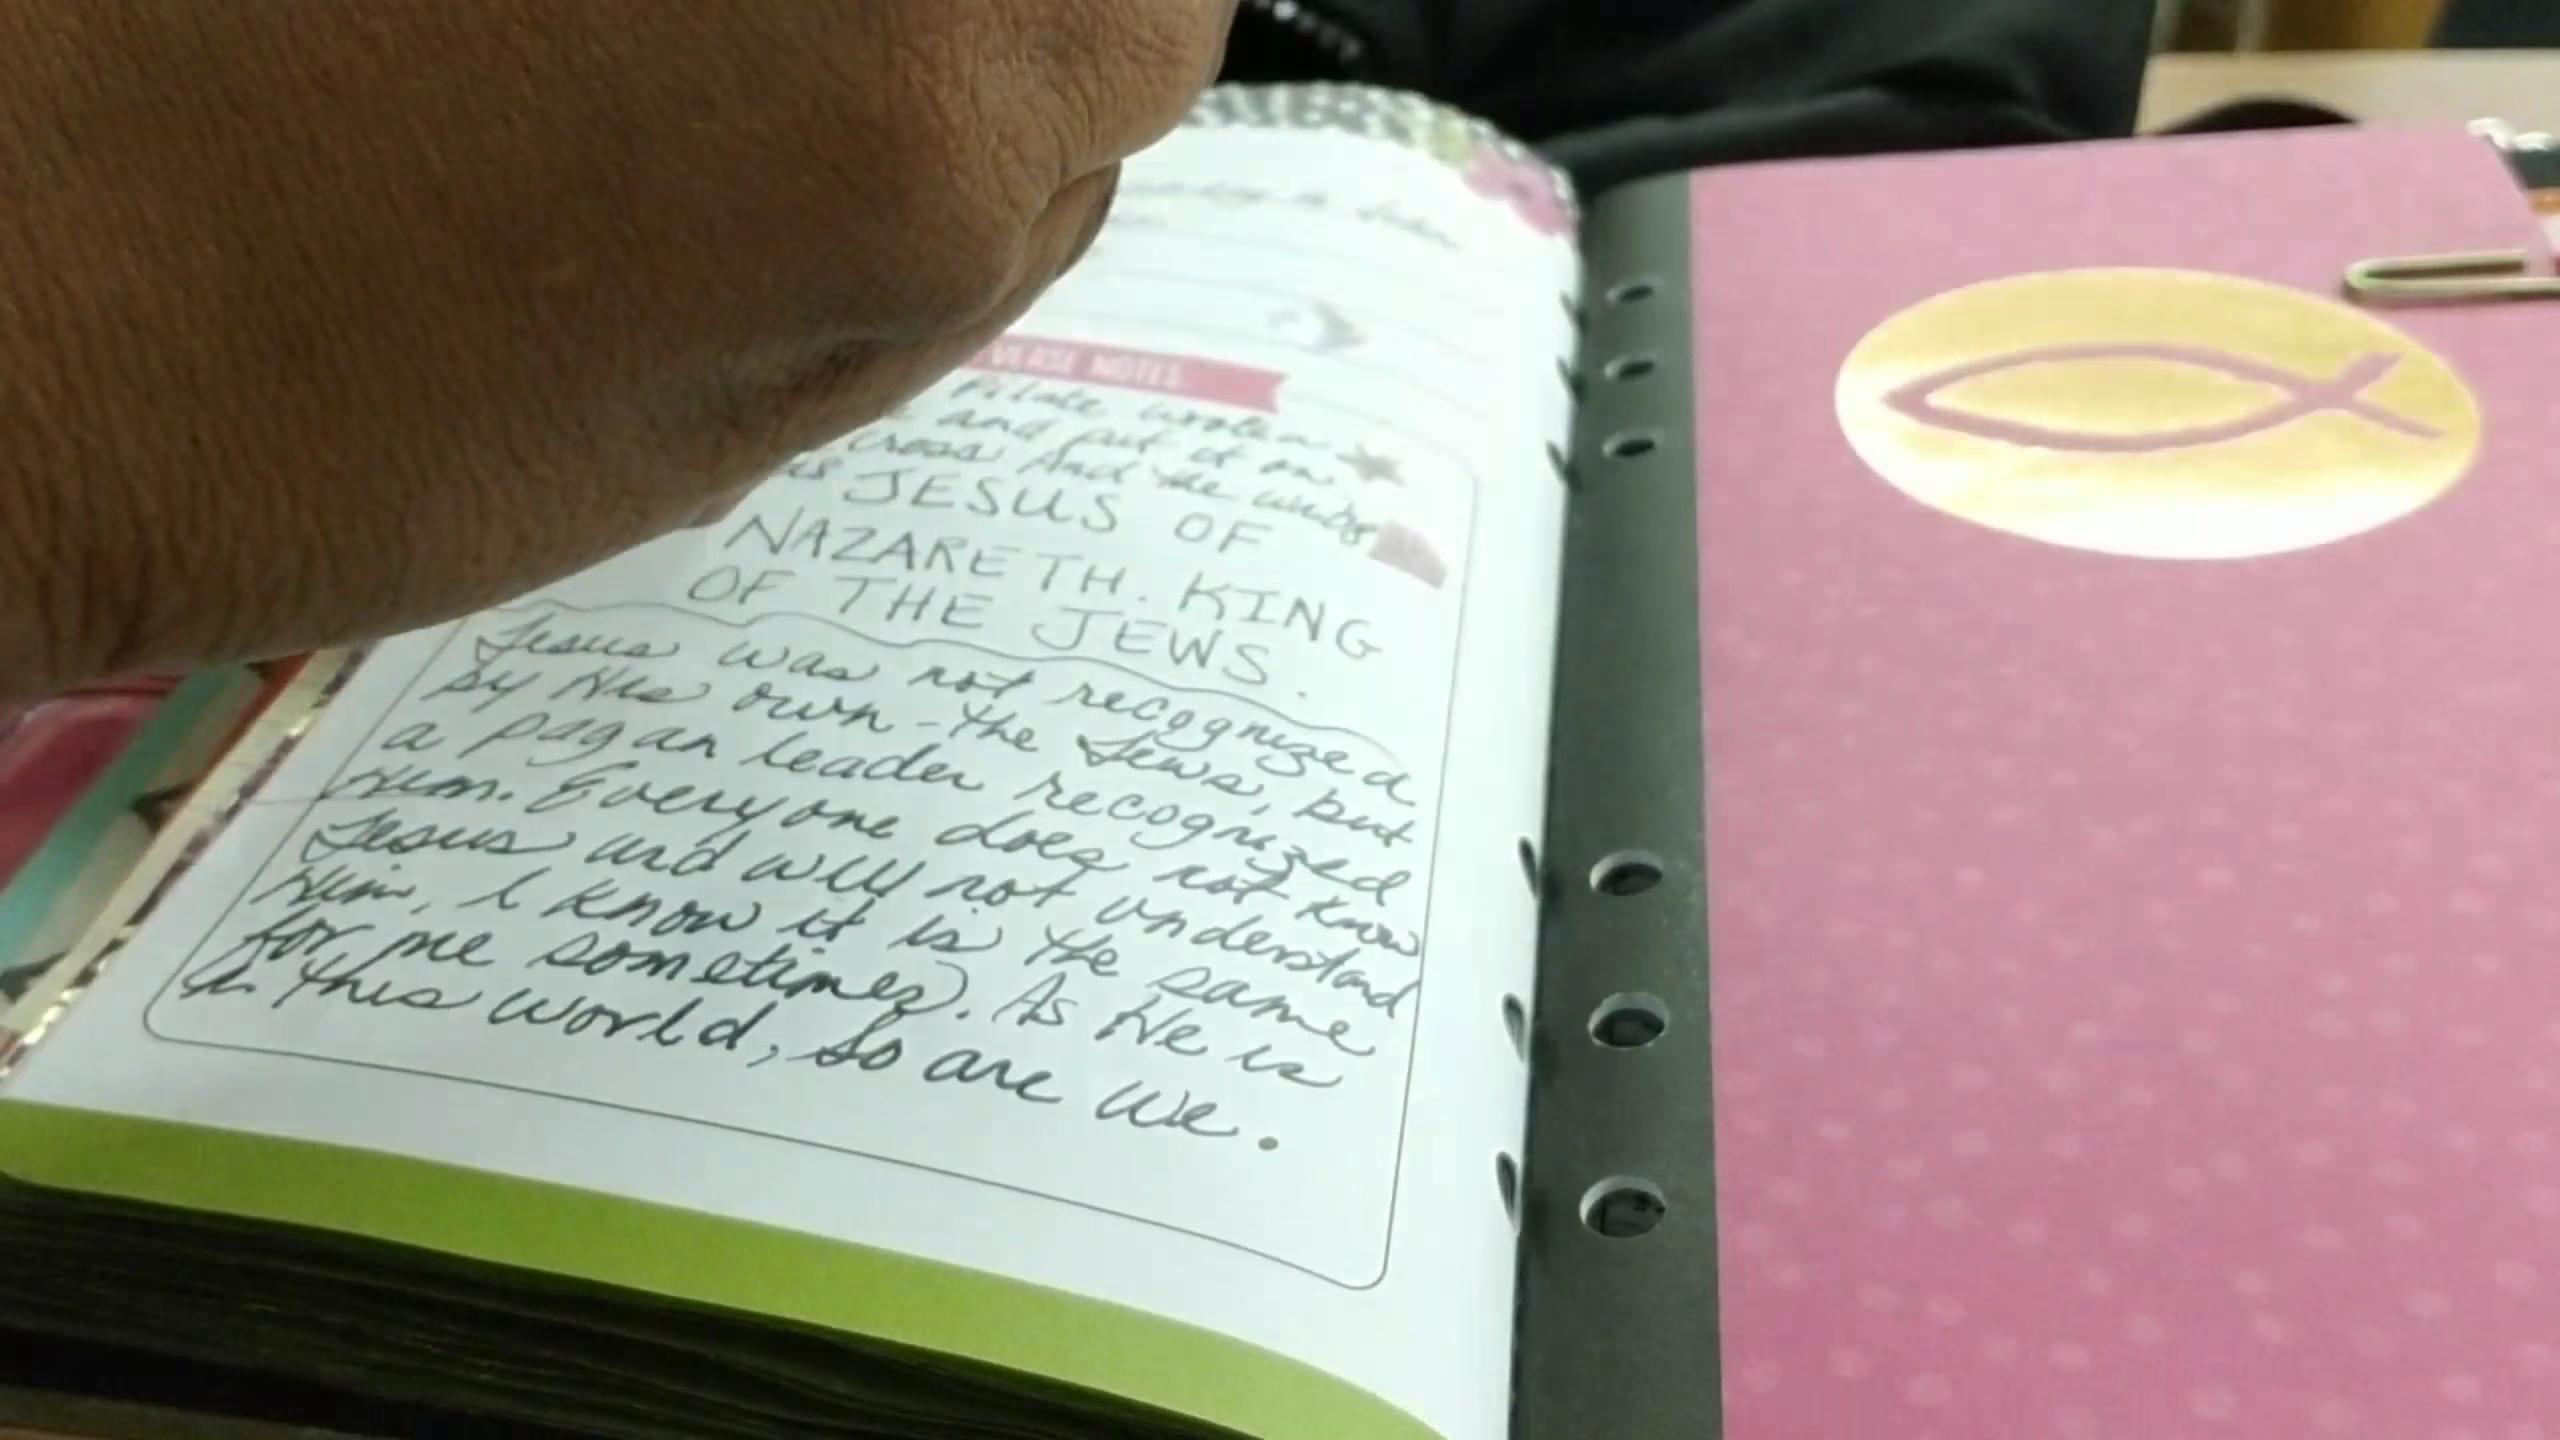 VERSE NOTES
Pilate wrote a
and put it on
cross And the writing
JESUS OF
NAZARETH. KING
OF THE JEWS.
Jesus was not recognized
by His own - the Jews, but
a pagan leader recognized
Him. Everyone does not know
Jesus and will not understand
Him, I know it is the same
for me sometimes. As He is
in this world, so are we.